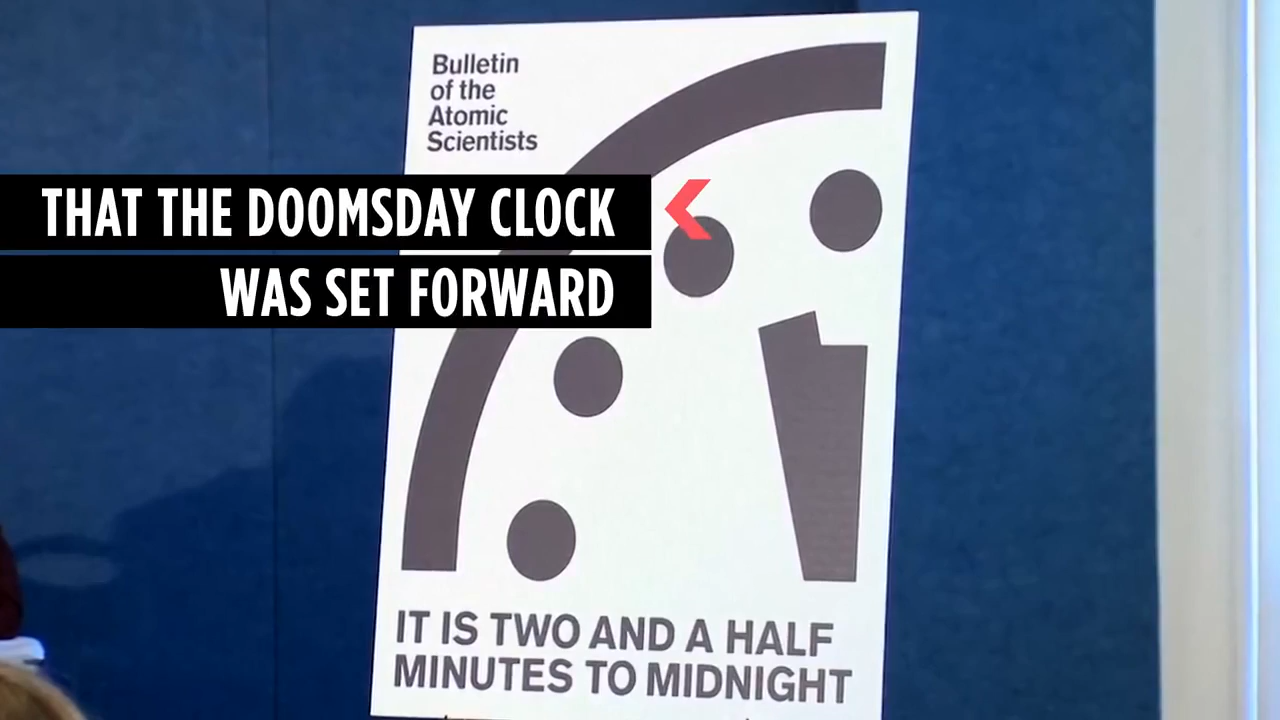 Bulletin
of the
Atomic
Scientists
THAT THE DOOMSDAY CLOCK
WAS SET FORWARD
IT IS TWO AND A HALF
MINUTES TO MIDNIGHT